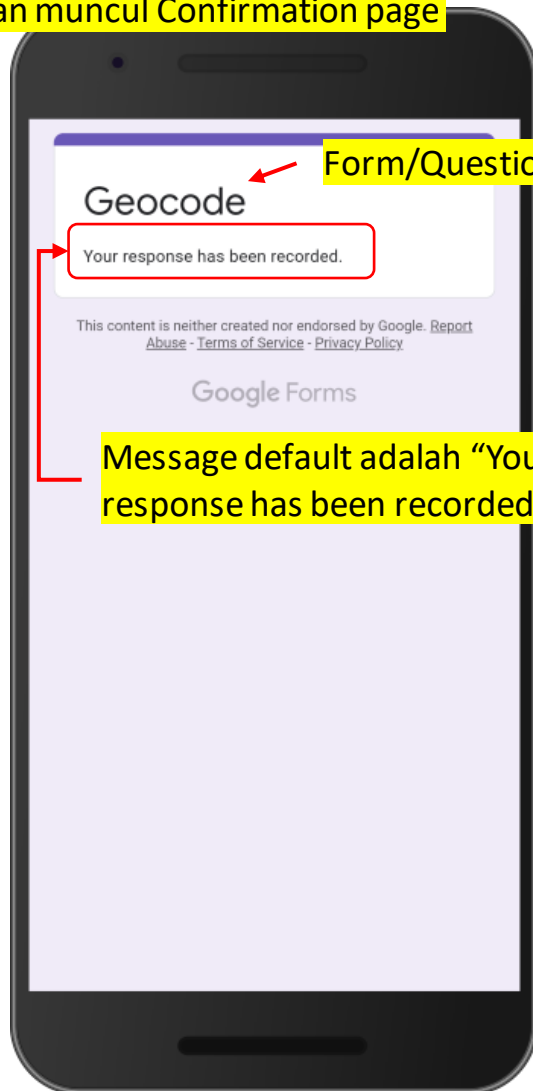 an muncul Confirmation page
Form/Questio
Geocode
Your response has been recorded.
This content is neither created nor endorsed by Google. Report
Abuse - Terms of Service - Privacy Policy
Google Forms
Message default adalah “You
response has been recorded